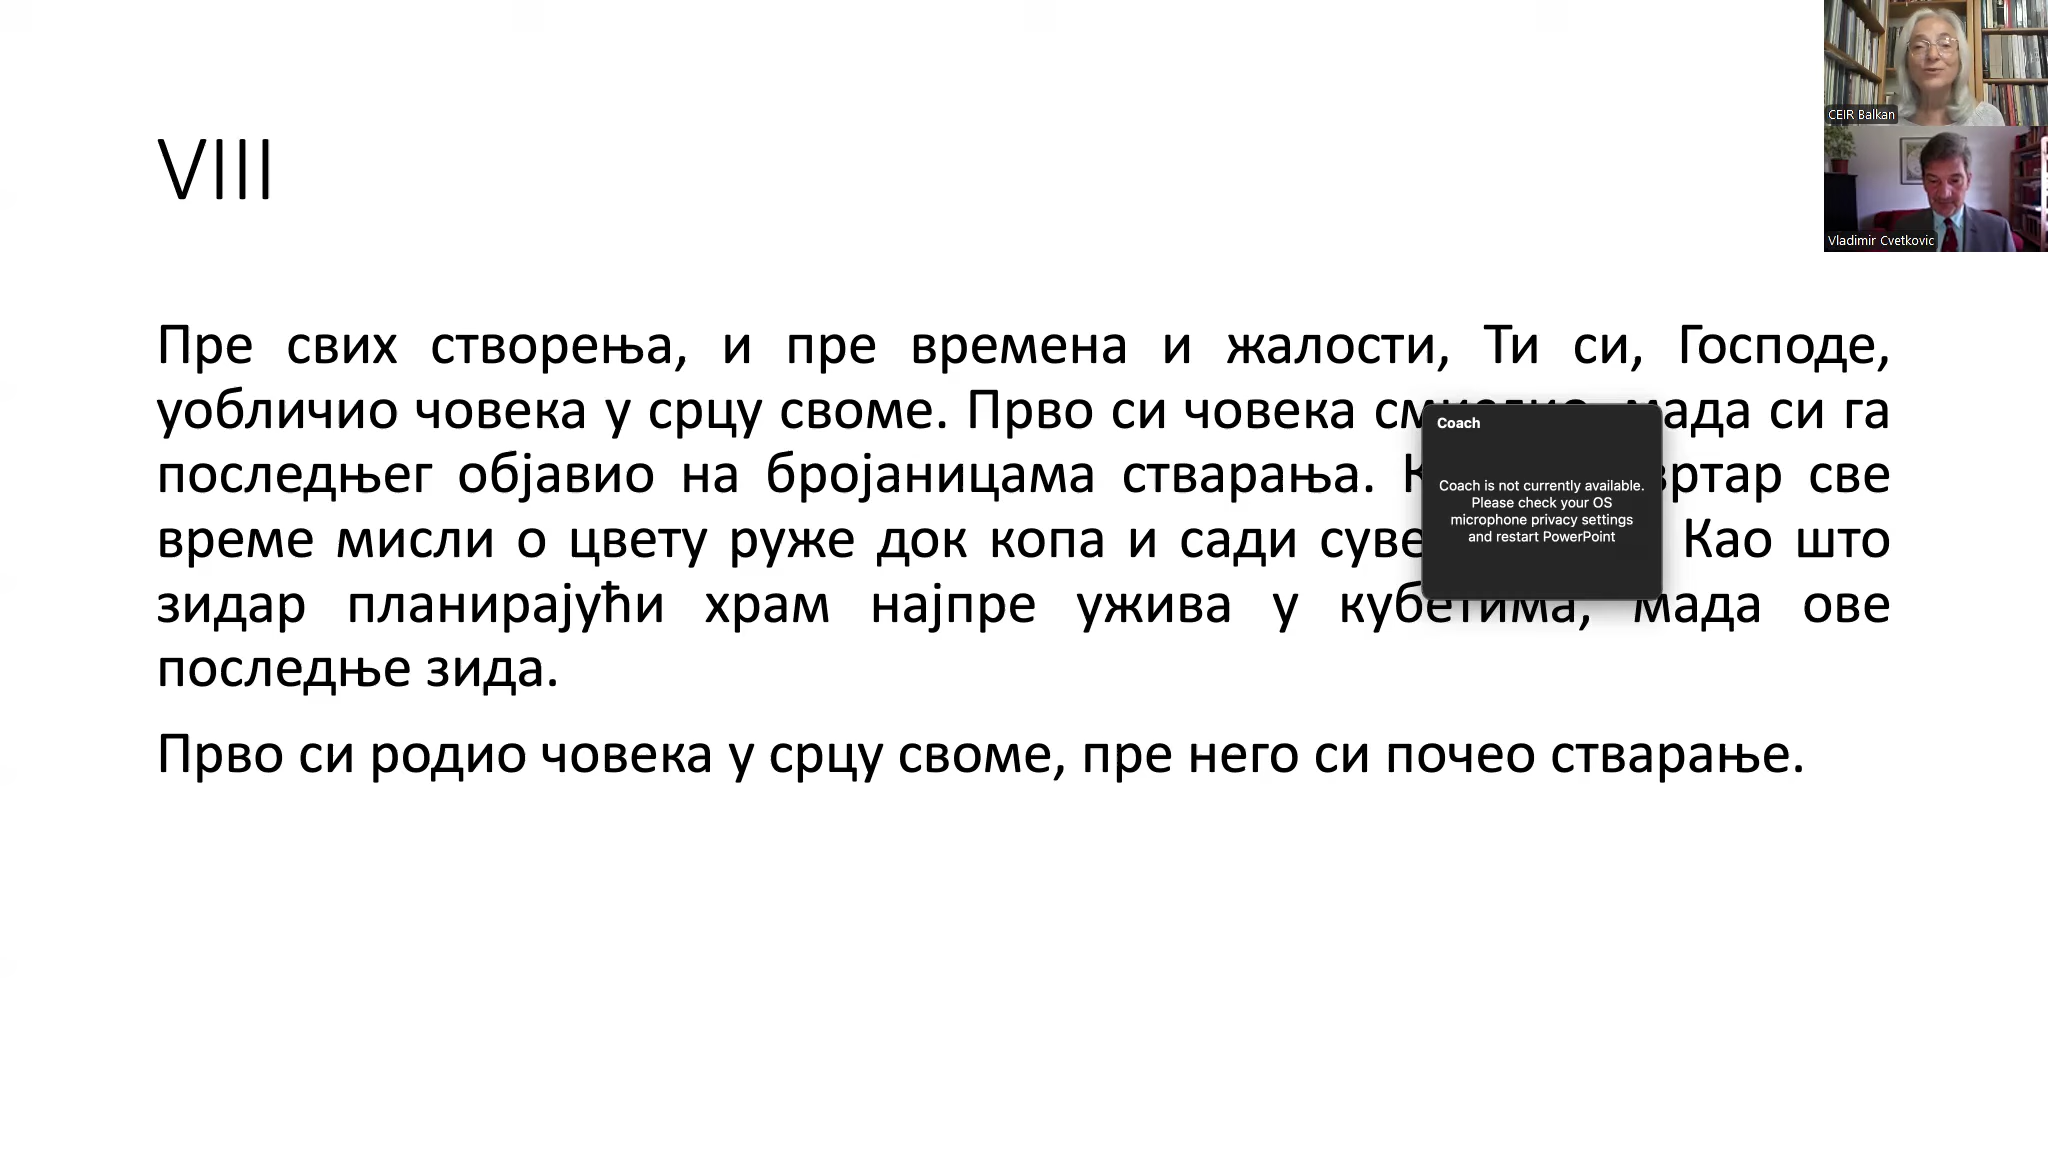 VIII
Пре свих створења, и пре времена и жалости, Ти си, Господе,
уобличио човека у срцу своме. Прво си човека мада си га
последњег објавио на бројаницама стварања. све
време мисли о цвету руже док копа и сади Као што
зидар планирајући храм најпре ужива у кубетима, мада ове
последње зида.
Прво си родио човека у срцу своме, пре него си почео стварање.
Coach
Coach is not currently available.
Please check your OS
microphone privacy settings
and restart PowerPoint
CEIR Balkan
Vladimir Cvetkovic